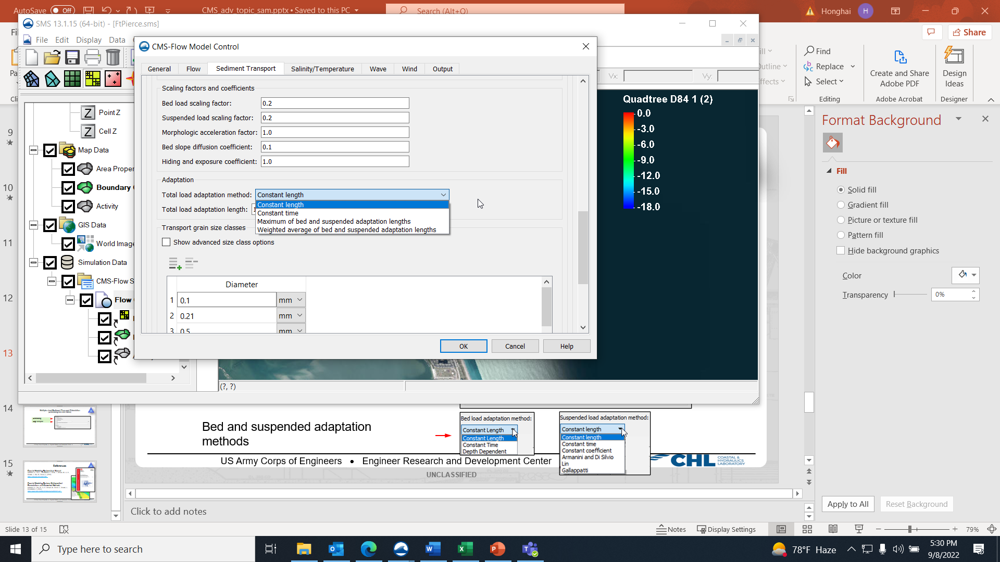 AutoSave Off CMS_adv_topic_sam.pptx • Saved to this PC Search (Alt+Q) Honghai H
SMS 13.1.15 (64-bit) - [FtPierce.sms]
File Edit Display Data
Share
CMS-Flow Model Control
General Flow Sediment Transport Salinity/Temperature Wave Wind Output
Scaling factors and coefficients
Bed load scaling factor: 0.2
Suspended load scaling factor: 0.2
Morphologic acceleration factor: 1.0
Bed slope diffusion coefficient: 0.1
Hiding and exposure coefficient: 1.0
Adaptation
Total load adaptation method: Constant length
Constant length
Total load adaptation length:
Constant time
Maximum of bed and suspended adaptation lengths
Weighted average of bed and suspended adaptation lengths
Transport grain size classes
Show advanced size class options
Diameter
1 0.1 mm
2 0.21 mm
3 0.5 mm
OK Cancel Help
Point Z
Cell Z
Map Data
Area Proper
Boundary
Activity
GIS Data
World Image
Simulation Data
CMS-Flow S
Flow
Vx: Vy:
Quadtree D84 1 (2)
0.0
-3.0
-6.0
-9.0
-12.0
-15.0
-18.0
(?, ?)
Find
Replace
Select
Editing
Create and Share
Adobe PDF
Adobe Acrobat
Design
Ideas
Designer
Format Background
Fill
Solid fill
Gradient fill
Picture or texture fill
Pattern fill
Hide background graphics
Color
Transparency 0%
Apply to All Reset Background
9
10
11
12
13
14
15
References
Bed and suspended adaptation
methods
Bed load adaptation method:
Constant Length
Constant Length
Constant Time
Depth Dependent
Suspended load adaptation method:
Constant length
Constant length
Constant time
Constant coefficient
Armanini and Di Silvio
Lin
Gallappatti
US Army Corps of Engineers • Engineer Research and Development Center
CHL COASTAL &
HYDRAULICS
LABORATORY
UNCLASSIFIED
Click to add notes
Slide 13 of 15 Notes Display Settings 79%
Type here to search 78°F Haze 5:30 PM
9/8/2022